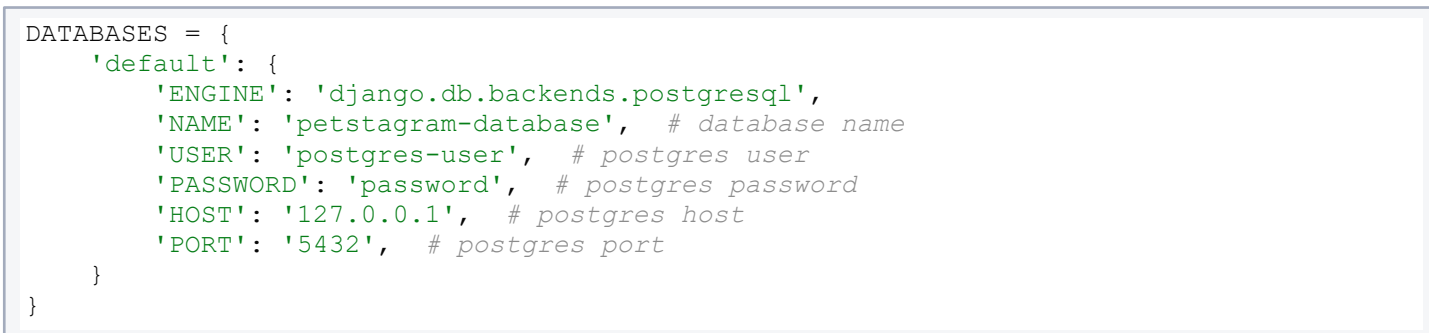 DATABASES = {
    'default': {
        'ENGINE': 'django.db.backends.postgresql',
        'NAME': 'petstagram-database',  # database name
        'USER': 'postgres-user',  # postgres user
        'PASSWORD': 'password',  # postgres password
        'HOST': '127.0.0.1',  # postgres host
        'PORT': '5432',  # postgres port
    }
}